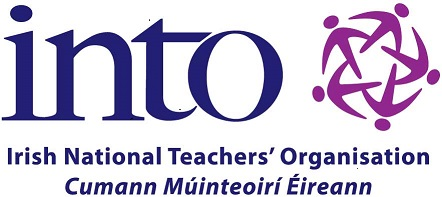 into
Irish National Teachers' Organisation
Cumann Múinteoirí Éireann